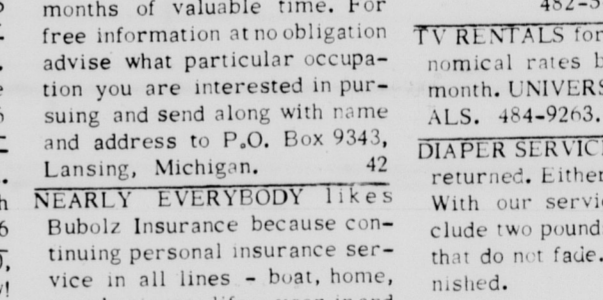 months of valuable time. For
free information at no obligation
advise what particular occupa-
tion you are interested in pur-
suing and send along with name
and address to P.O. Box 9343,
Lansing, Michigan. 42
NEARLY EVERYBODY likes
Bubolz Insurance because con-
tinuing personal insurance ser-
vice in all lines - boat, home,
482-5
TV RENTALS for
nomical rates b
month. UNIVERS
ALS. 484-9263.
DIAPER SERVICE
returned. Either
With our servi
clude two pound
that do not fade.
nished.